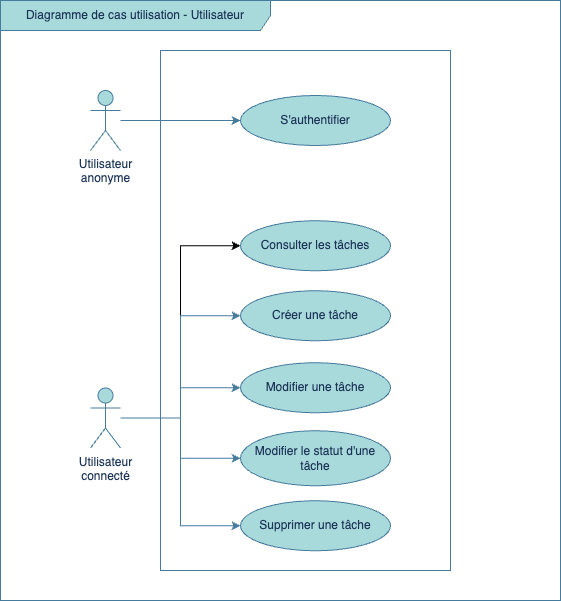 Diagramme de cas utilisation - Utilisateur
S'authentifier
Utilisateur
anonyme
Consulter les tâches
Créer une tâche
Modifier une tâche
Modifier le statut d'une
tâche
Utilisateur
connecté
Supprimer une tâche